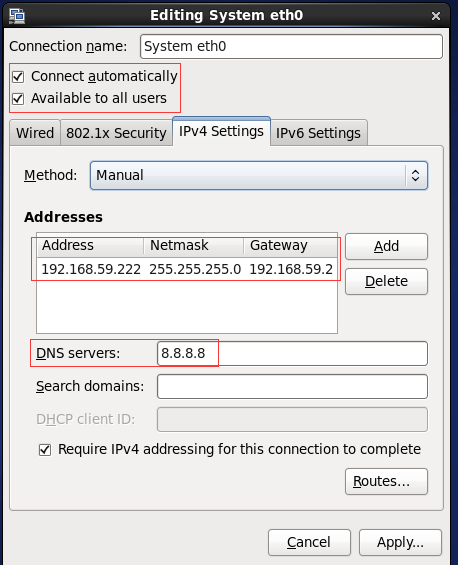 Editing System eth0
Connection name: System eth0
Connect automatically
Available to all users
Wired 802.1x Security IPv4 Settings IPv6 Settings
Method: Manual
Addresses
Address Netmask Gateway
192.168.59.222 255.255.255.0 192.168.59.2
Add
Delete
DNS servers: 8.8.8.8
Search domains:
DHCP client ID:
Require IPv4 addressing for this connection to complete
Routes...
Cancel Apply...